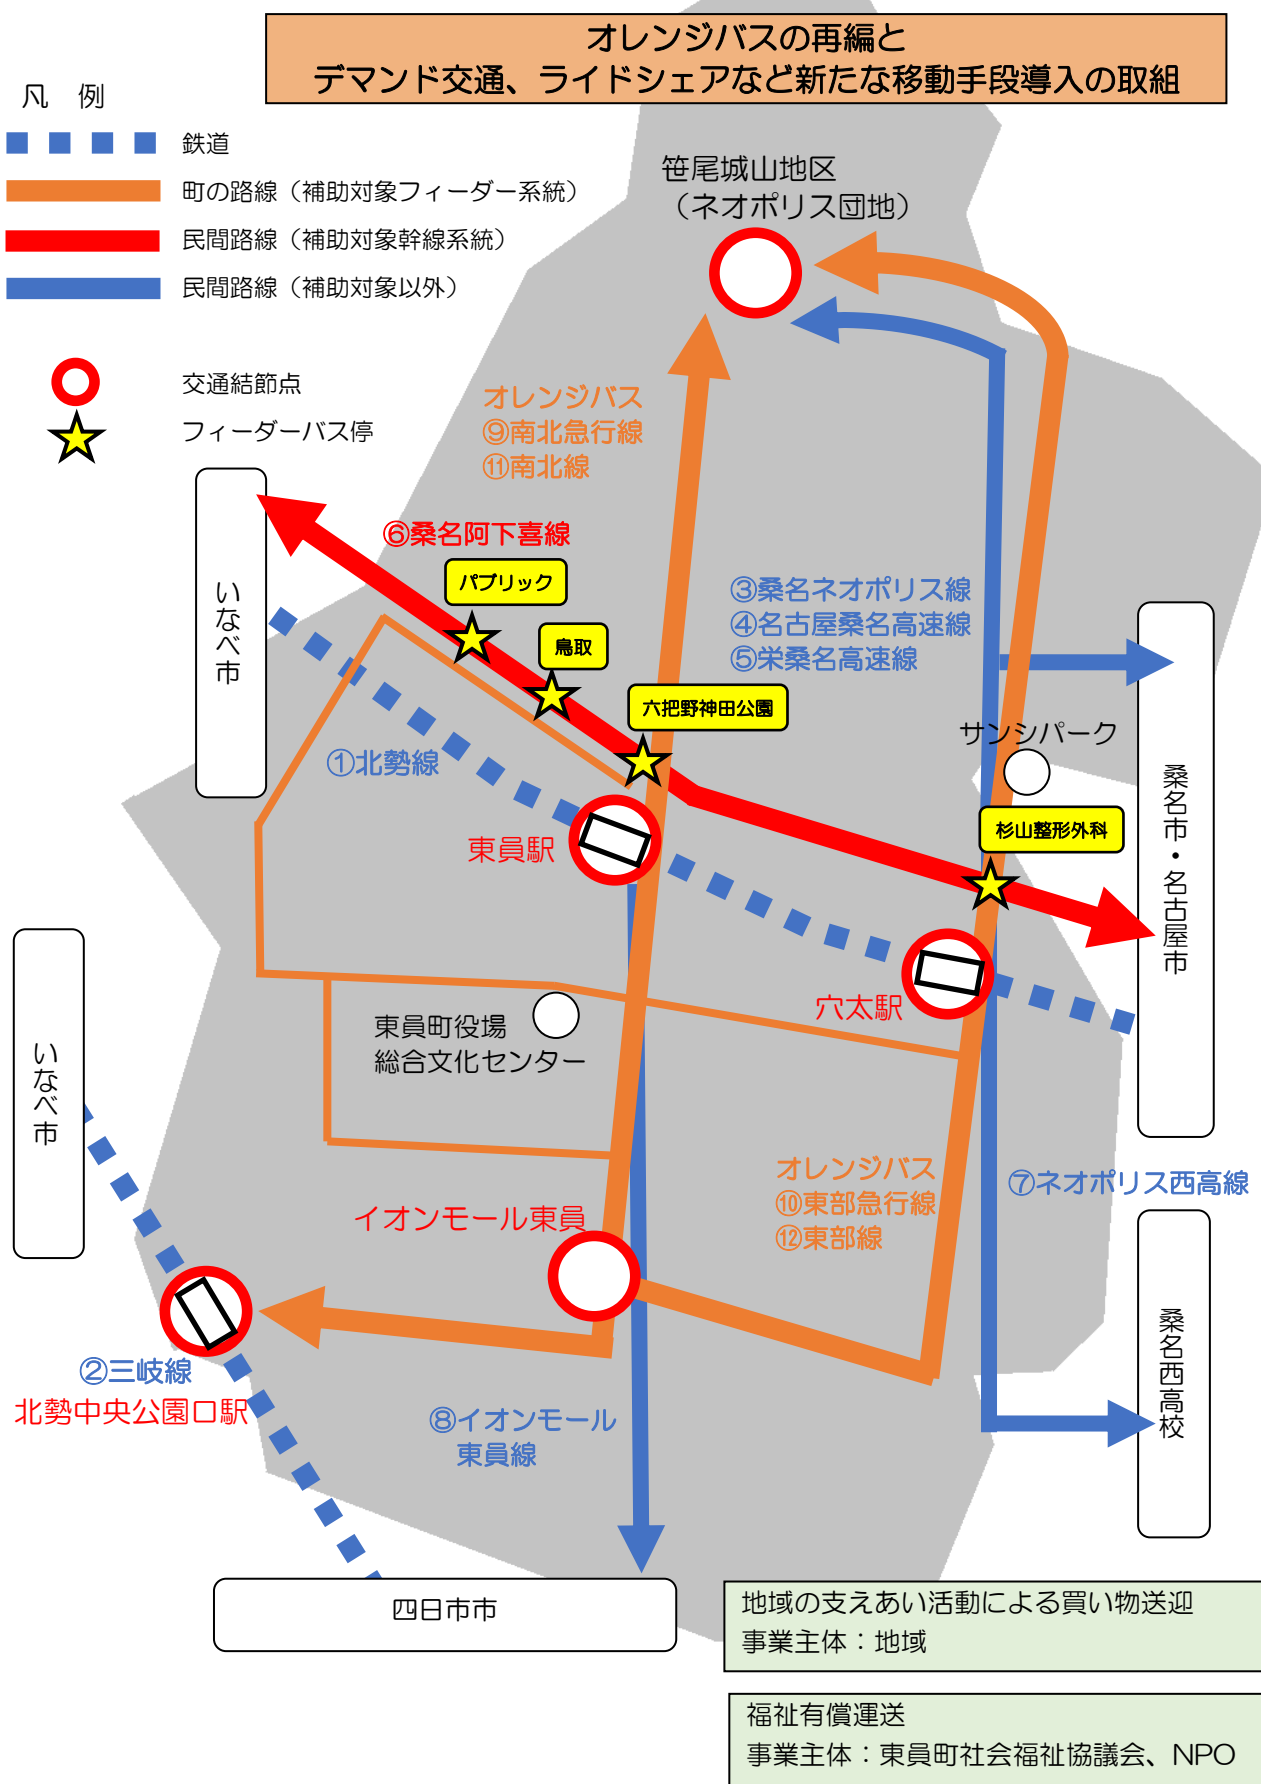 オレンジバスの再編と
デマンド交通、ライドシェアなど新たな移動手段導入の取組
凡　例
鉄道
町の路線（補助対象フィーダー系統）
民間路線（補助対象幹線系統）
民間路線（補助対象以外）
交通結節点
フィーダーバス停
笹尾城山地区
（ネオポリス団地）
オレンジバス
⑨南北急行線
⑪南北線
⑥桑名阿下喜線
パブリック
鳥取
六把野神田公園
いなべ市
③桑名ネオポリス線
④名古屋桑名高速線
⑤栄桑名高速線
サンシパーク
杉山整形外科
桑名市・名古屋市
①北勢線
東員駅
穴太駅
東員町役場
総合文化センター
いなべ市
オレンジバス
⑩東部急行線
⑫東部線
⑦ネオポリス西高線
イオンモール東員
桑名西高校
②三岐線
北勢中央公園口駅
⑧イオンモール
東員線
四日市市
地域の支えあい活動による買い物送迎
事業主体：地域
福祉有償運送
事業主体：東員町社会福祉協議会、NPO